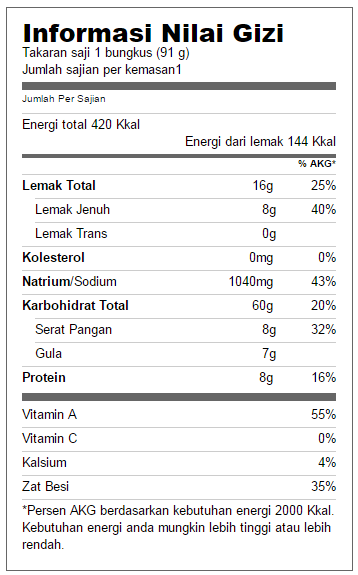 Informasi Nilai Gizi
Takaran saji 1 bungkus (91 g)
Jumlah sajian per kemasan1
Jumlah Per Sajian
Energi total 420 Kkal
Energi dari lemak 144 Kkal
% AKG*
Lemak Total 16g 25%
Lemak Jenuh 8g 40%
Lemak Trans 0g
Kolesterol 0mg 0%
Natrium/Sodium 1040mg 43%
Karbohidrat Total 60g 20%
Serat Pangan 8g 32%
Gula 7g
Protein 8g 16%
Vitamin A 55%
Vitamin C 0%
Kalsium 4%
Zat Besi 35%
*Persen AKG berdasarkan kebutuhan energi 2000 Kkal.
Kebutuhan energi anda mungkin lebih tinggi atau lebih
rendah.